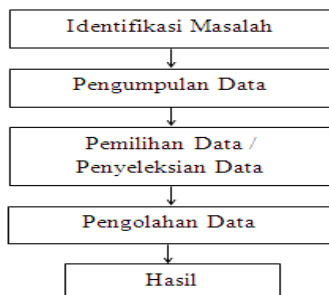 Identifikasi Masalah
Pengumpulan Data
Pemilihan Data /
Penyeleksian Data
Pengolahan Data
Hasil